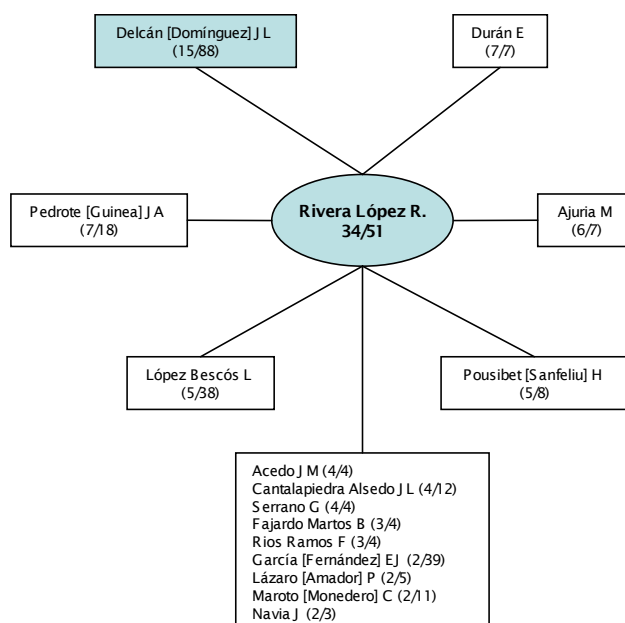 Delcán [Domínguez] J L
(15/88)
Durán E
(7/7)
Pedrote [Guinea] J A
(7/18)
Rivera López R.
34/51
Ajuria M
(6/7)
López Bescós L
(5/38)
Pousibet [Sanfeliu] H
(5/8)
Acedo J M (4/4)
Cantalapiedra Alsedo J L (4/12)
Serrano G (4/4)
Fajardo Martos B (3/4)
Rios Ramos F (3/4)
García [Fernández] EJ (2/39)
Lázaro [Amador] P (2/5)
Maroto [Monedero] C (2/11)
Navia J (2/3)